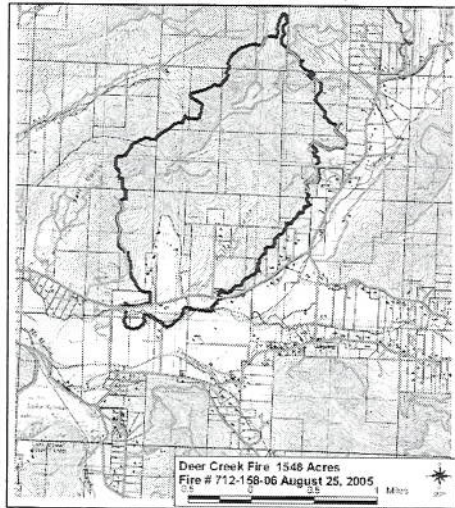 Deer Creek Fire 1548 Acres
Fire # 712-158-06 August 25, 2005
0.5 0 0.5 1 Miles